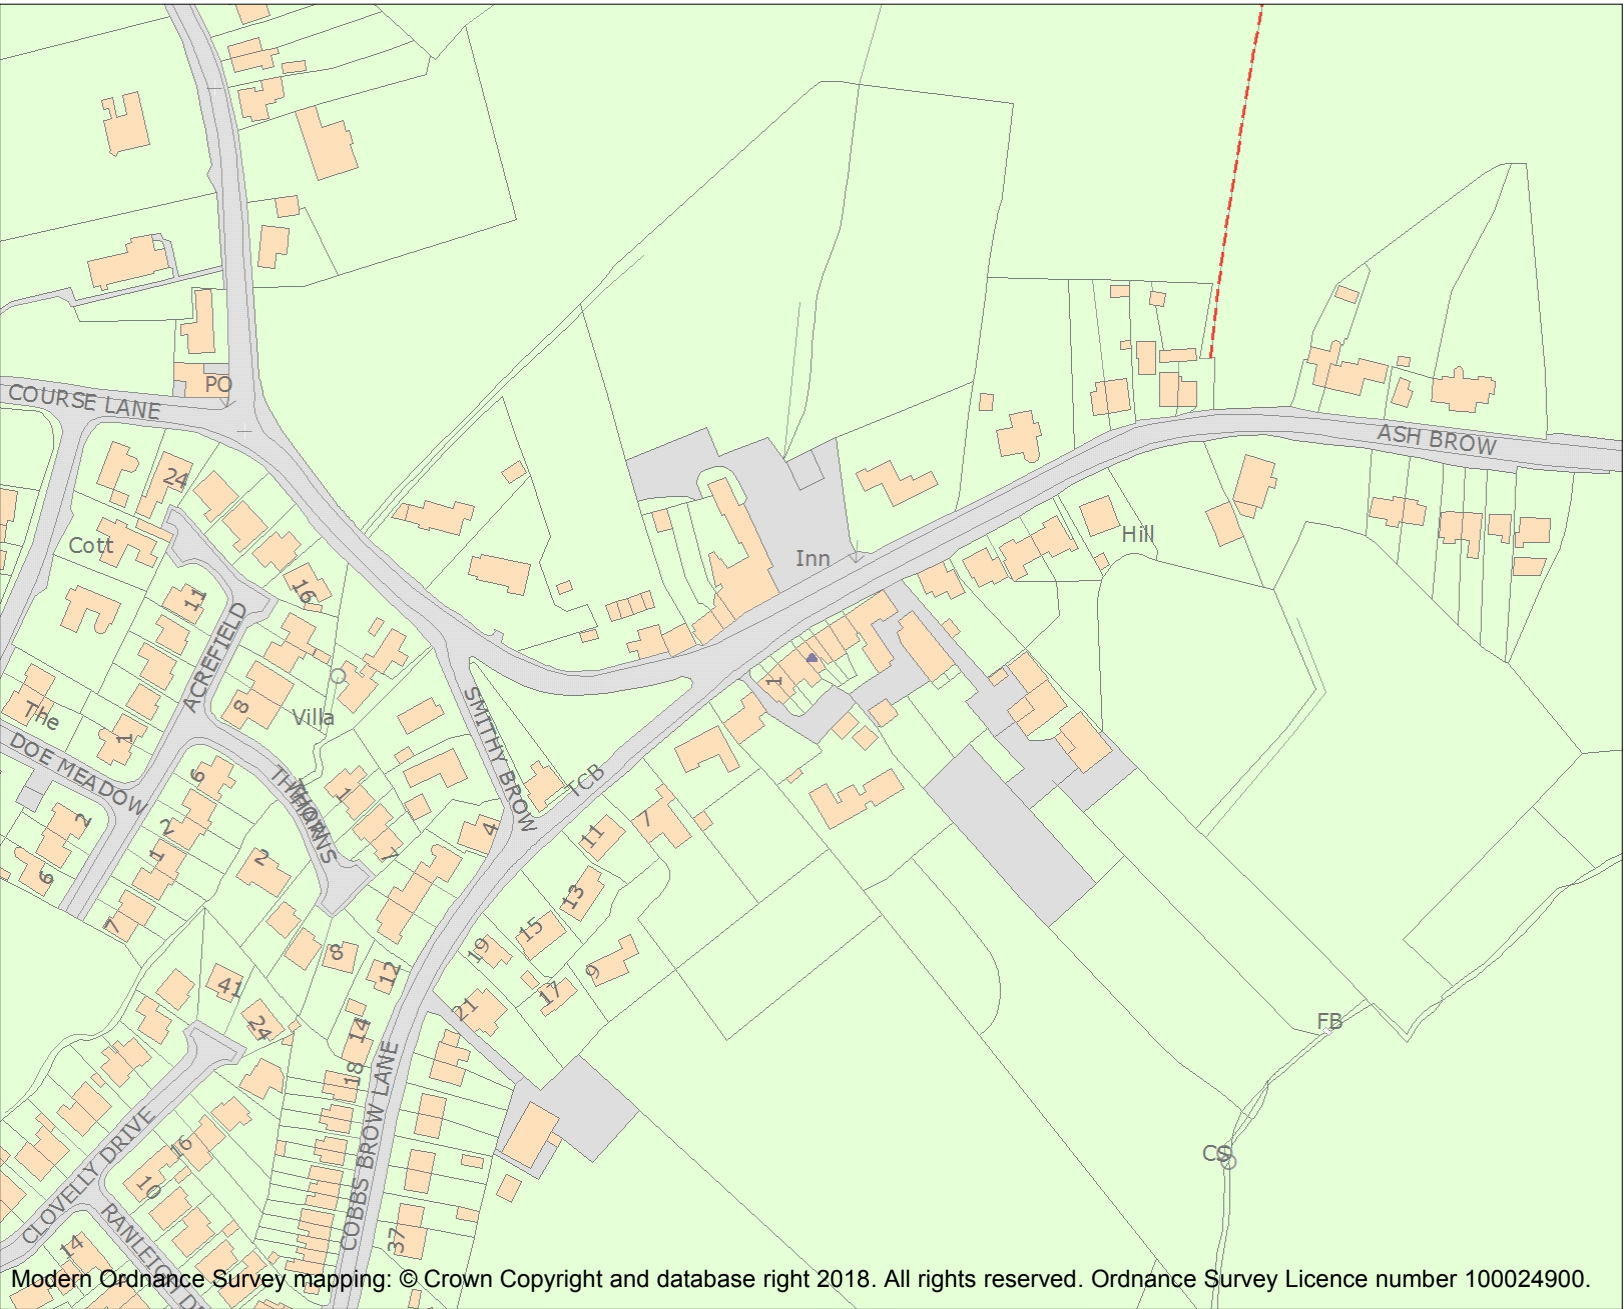 PO
COURSE LANE
ASH BROW
24
Cott
Hill
Inn
16
11
ACREFIELD
1
SMITHY BROW
8
Villa
The
1
DOE MEADOW
6
1
TCB
2
2
THORNS
4
7
11
1
2
7
6
13
7
15
19
8
12
9
41
17
21
24
14
FB
18
COBBS BROW LANE
CLOVELLY DRIVE
16
CS
10
37
14
Modern Ordnance Survey mapping: © Crown Copyright and database right 2018. All rights reserved. Ordnance Survey Licence number 100024900.